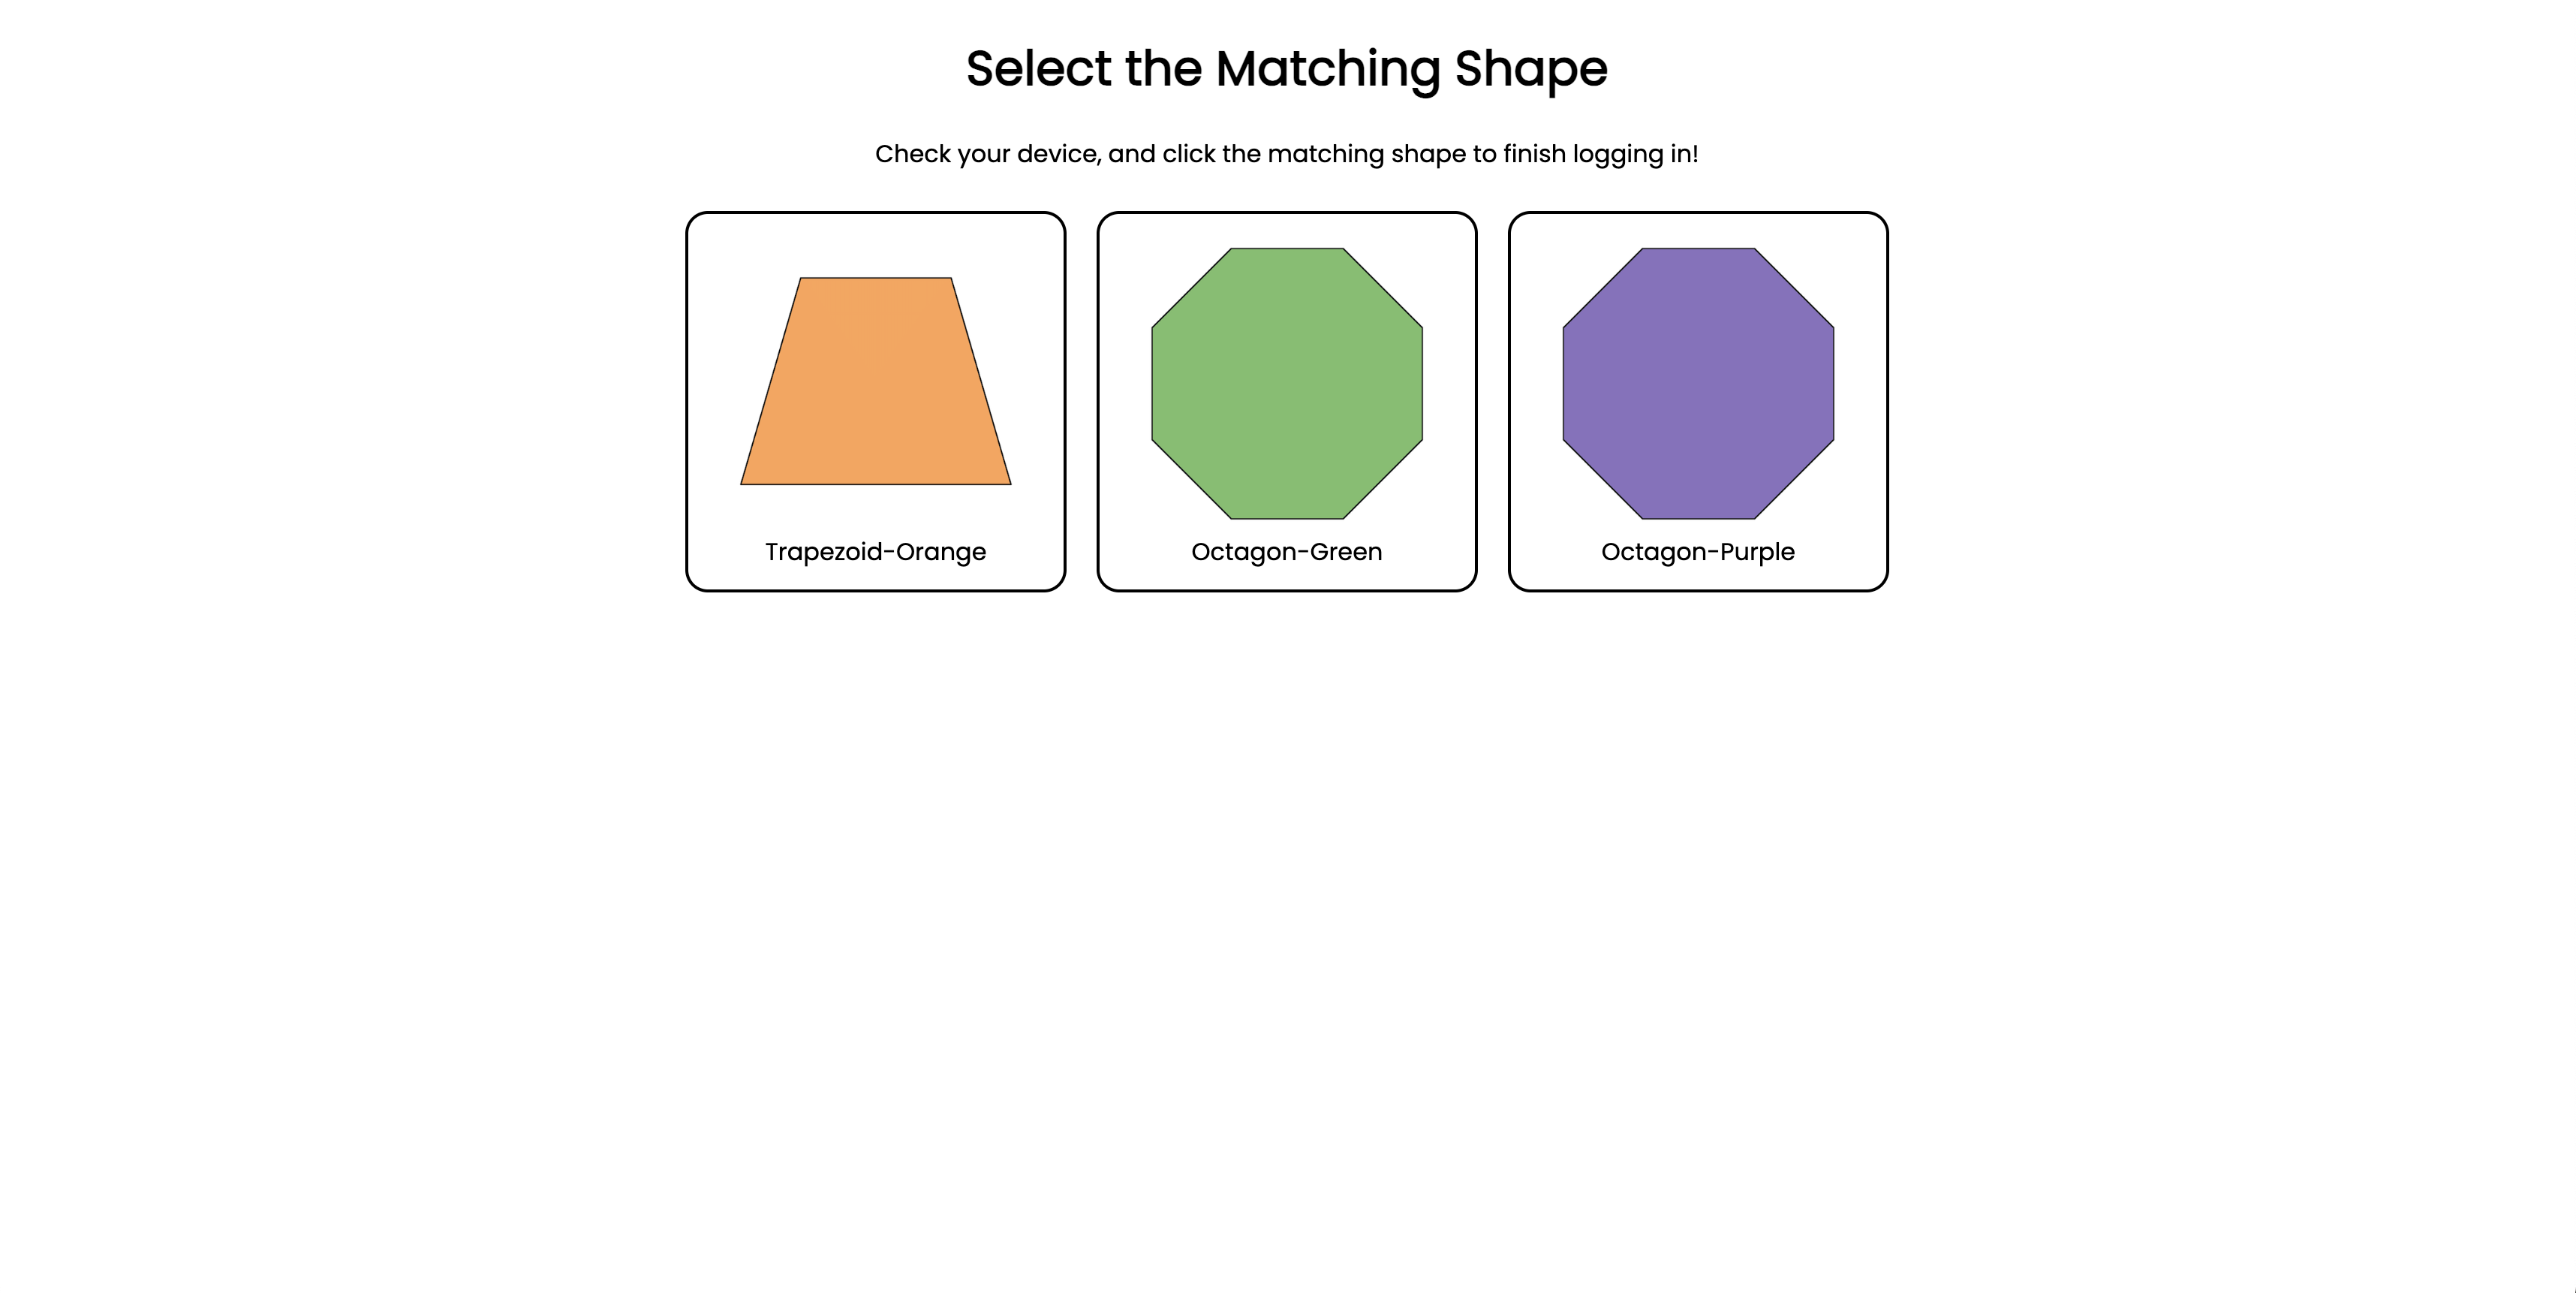 Select the Matching Shape
Check your device, and click the matching shape to finish logging in!
Trapezoid-Orange
Octagon-Green
Octagon-Purple